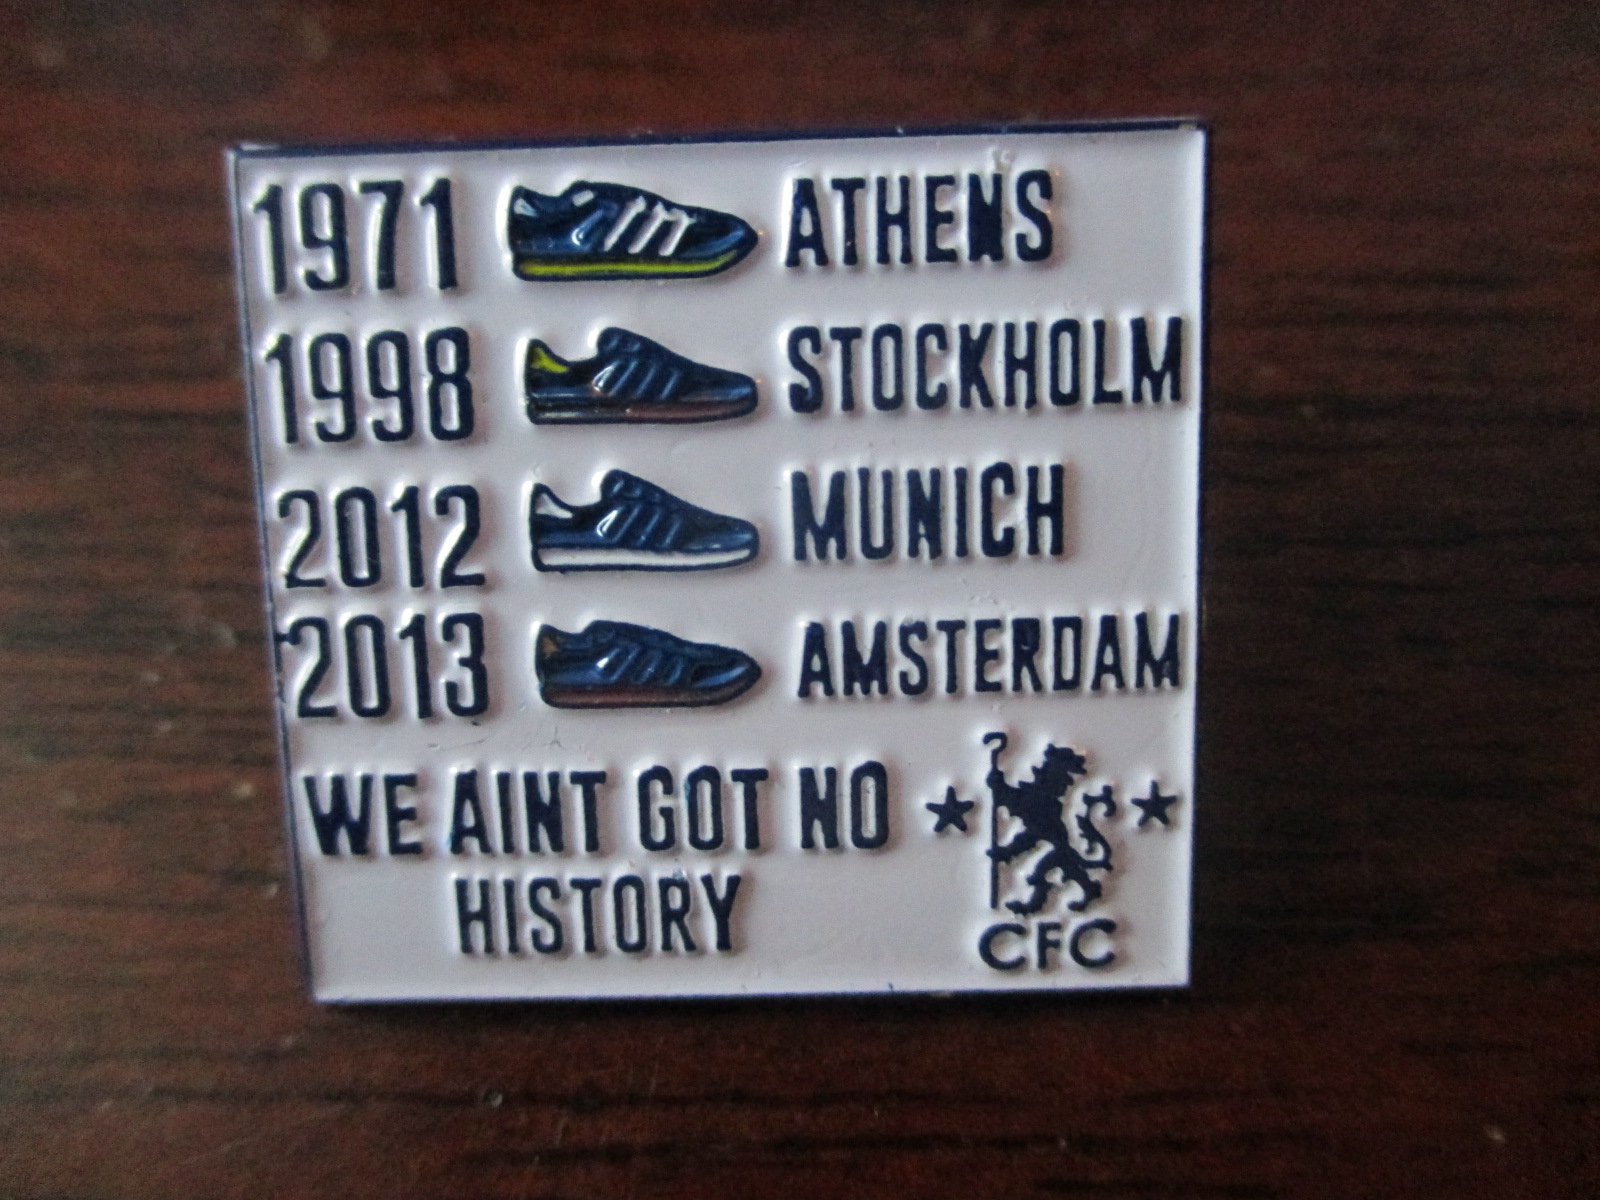 1971 ATHENS
1998 STOCKHOLM
2012 MUNICH
2013 AMSTERDAM
WE AINT GOT NO
HISTORY
CFC